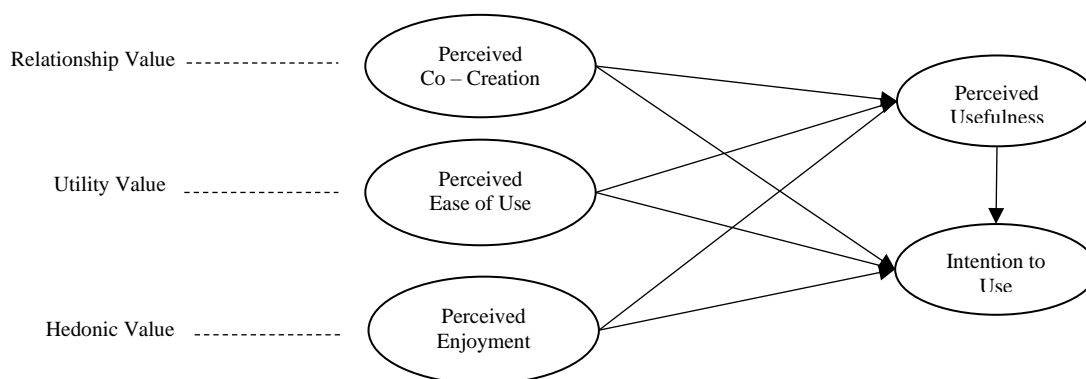 Relationship Value
Perceived
Co – Creation
Perceived
Usefulness
Utility Value
Perceived
Ease of Use
Intention to
Use
Hedonic Value
Perceived
Enjoyment